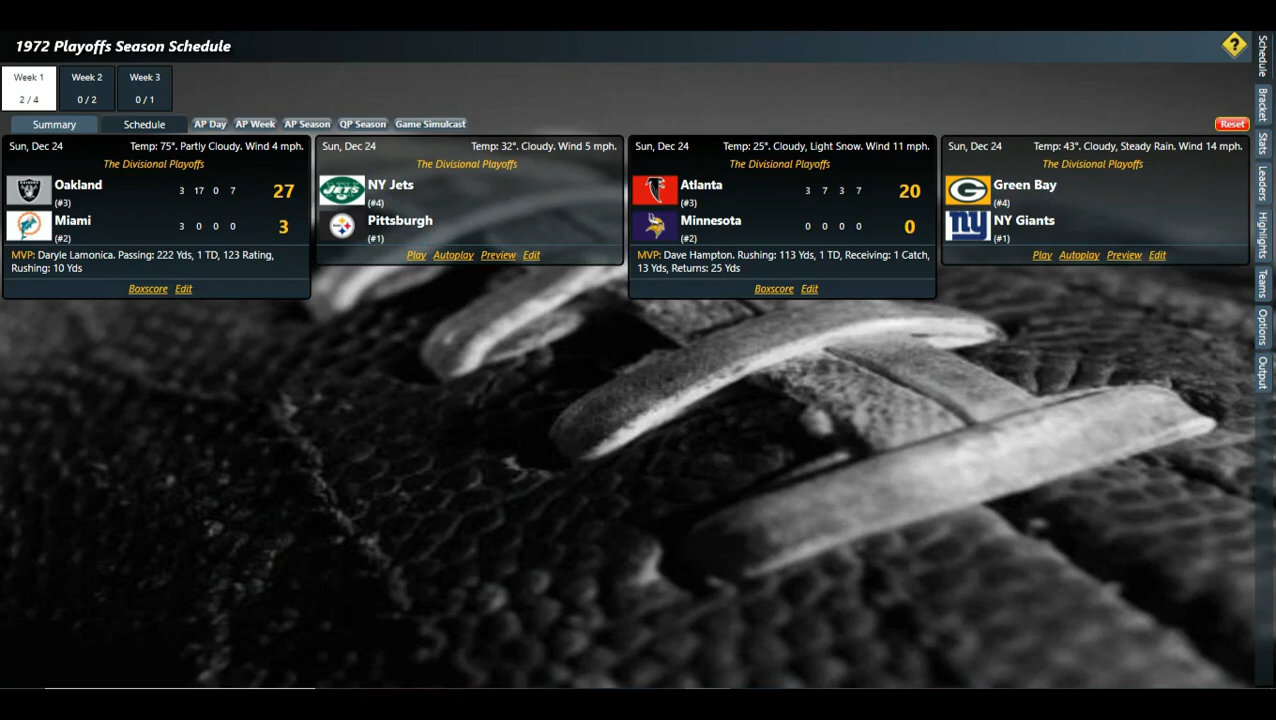 1972 Playoffs Season Schedule
?
Week 1
2 / 4
Week 2
0 / 2
Week 3
0 / 1
Summary
Schedule
AP Day
AP Week
AP Season
QP Season
Game Simulcast
Reset
Sun, Dec 24
Temp: 75°. Partly Cloudy. Wind 4 mph.
The Divisional Playoffs
Oakland 3 17 0 7 27
(#3)
Miami 3 0 0 0 3
(#2)
MVP: Daryle Lamonica. Passing: 222 Yds, 1 TD, 123 Rating,
Rushing: 10 Yds
Boxscore Edit
Sun, Dec 24
Temp: 32°. Cloudy. Wind 5 mph.
The Divisional Playoffs
JETS
NY Jets
(#4)
Pittsburgh
(#1)
Play Autoplay Preview Edit
Sun, Dec 24
Temp: 25°. Cloudy, Light Snow. Wind 11 mph.
The Divisional Playoffs
Atlanta 3 7 3 7 20
(#3)
Minnesota 0 0 0 0 0
(#2)
MVP: Dave Hampton. Rushing: 113 Yds, 1 TD, Receiving: 1 Catch,
13 Yds, Returns: 25 Yds
Boxscore Edit
Sun, Dec 24
Temp: 43°. Cloudy, Steady Rain. Wind 14 mph.
The Divisional Playoffs
G
Green Bay
(#4)
ny
NY Giants
(#1)
Play Autoplay Preview Edit
Schedule
Bracket
Stats
Leaders
Highlights
Teams
Options
Output